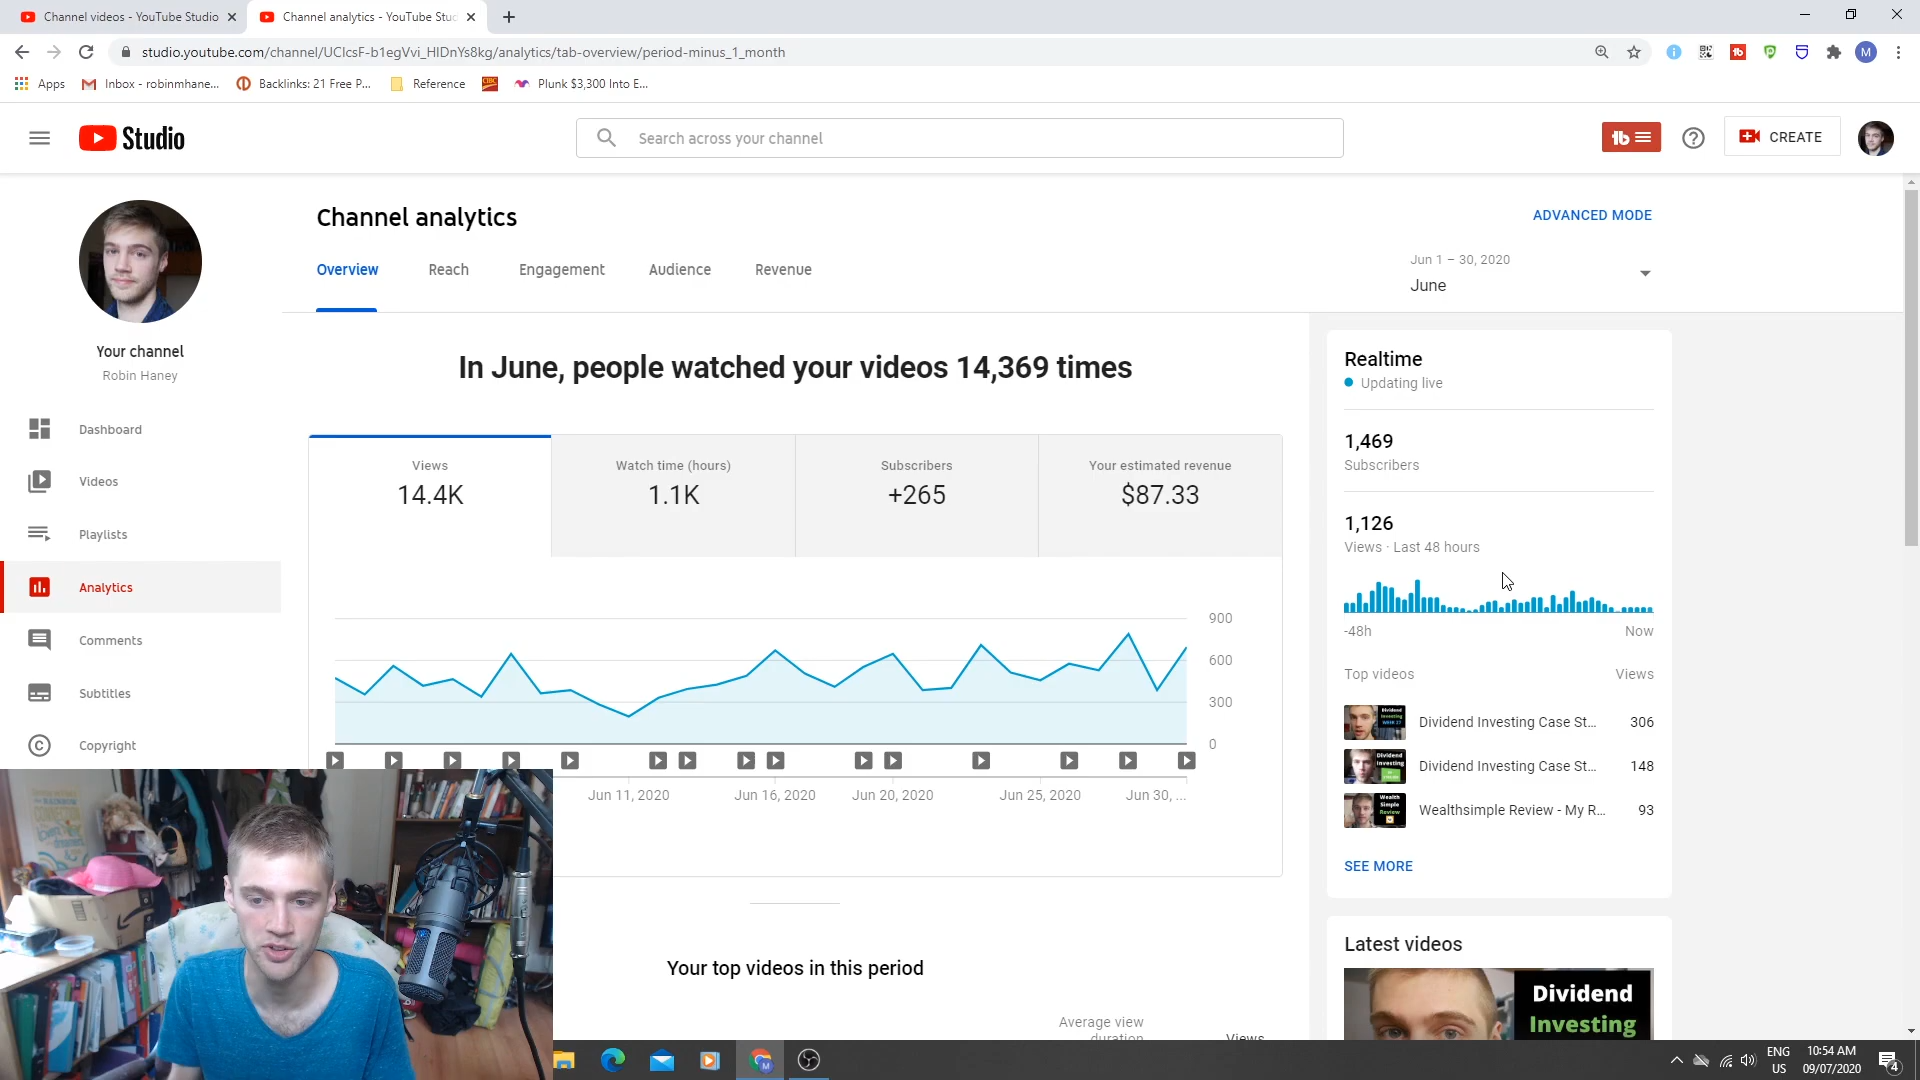 Channel videos - YouTube Studio
Channel analytics - YouTube Stud
studio.youtube.com/channel/UCIcsF-b1egVvi_HIDnYs8kg/analytics/tab-overview/period-minus_1_month
Apps
Inbox - robinmhane...
Backlinks: 21 Free P...
Reference
CIBC
Plunk $3,300 Into E...
M
Studio
Search across your channel
tb
CREATE
Channel analytics
ADVANCED MODE
Overview
Reach
Engagement
Audience
Revenue
Jun 1 – 30, 2020
June
Your channel
Robin Haney
Dashboard
Videos
Playlists
Analytics
Comments
Subtitles
Copyright
In June, people watched your videos 14,369 times
Views
14.4K
Watch time (hours)
1.1K
Subscribers
+265
Your estimated revenue
$87.33
900
600
300
0
Jun 11, 2020
Jun 16, 2020
Jun 20, 2020
Jun 25, 2020
Jun 30, ...
Your top videos in this period
Average view
duration
Views
Realtime
Updating live
1,469
Subscribers
1,126
Views · Last 48 hours
-48h
Now
Top videos
Views
Dividend Investing Case St...
306
Dividend Investing Case St...
148
Wealthsimple Review - My R...
93
SEE MORE
Latest videos
Dividend
Investing
ENG
US
10:54 AM
09/07/2020
4